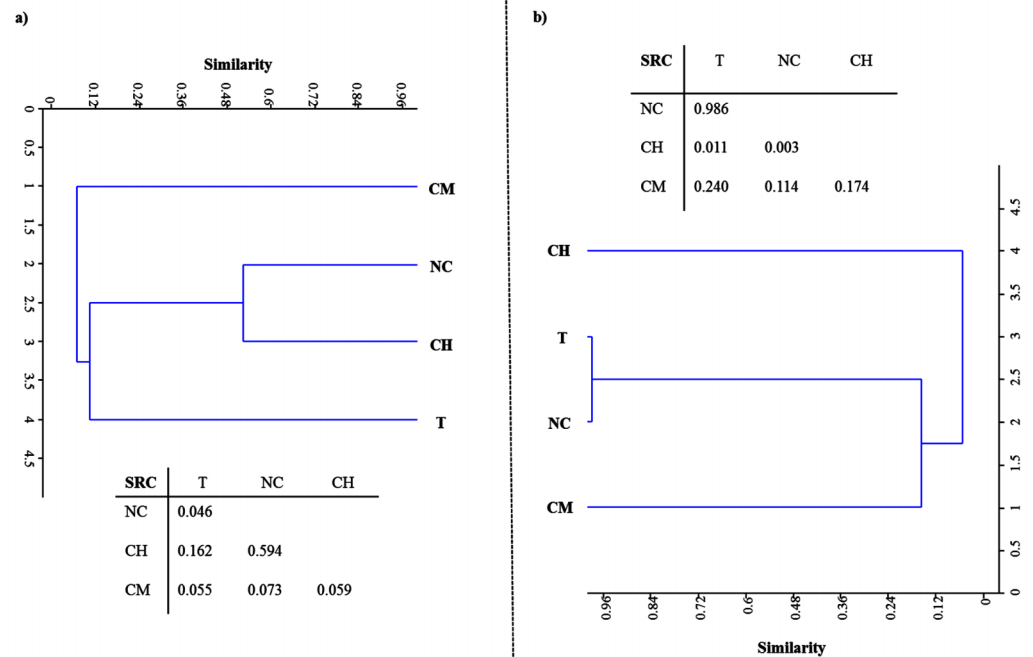 a)
Similarity
0 0.12 0.24 0.36 0.48 0.6 0.72 0.84 0.96
0
0.5
1
1.5
2
2.5
3
3.5
4
4.5
CM
NC
CH
T
SRC T NC CH
NC 0.046
CH 0.162 0.594
CM 0.055 0.073 0.059
b)
SRC T NC CH
NC 0.986
CH 0.011 0.003
CM 0.240 0.114 0.174
CH
T
NC
CM
4.5
4
3.5
3
2.5
2
1.5
1
0.5
0
0.96 0.84 0.72 0.6 0.48 0.36 0.24 0.12 0
Similarity